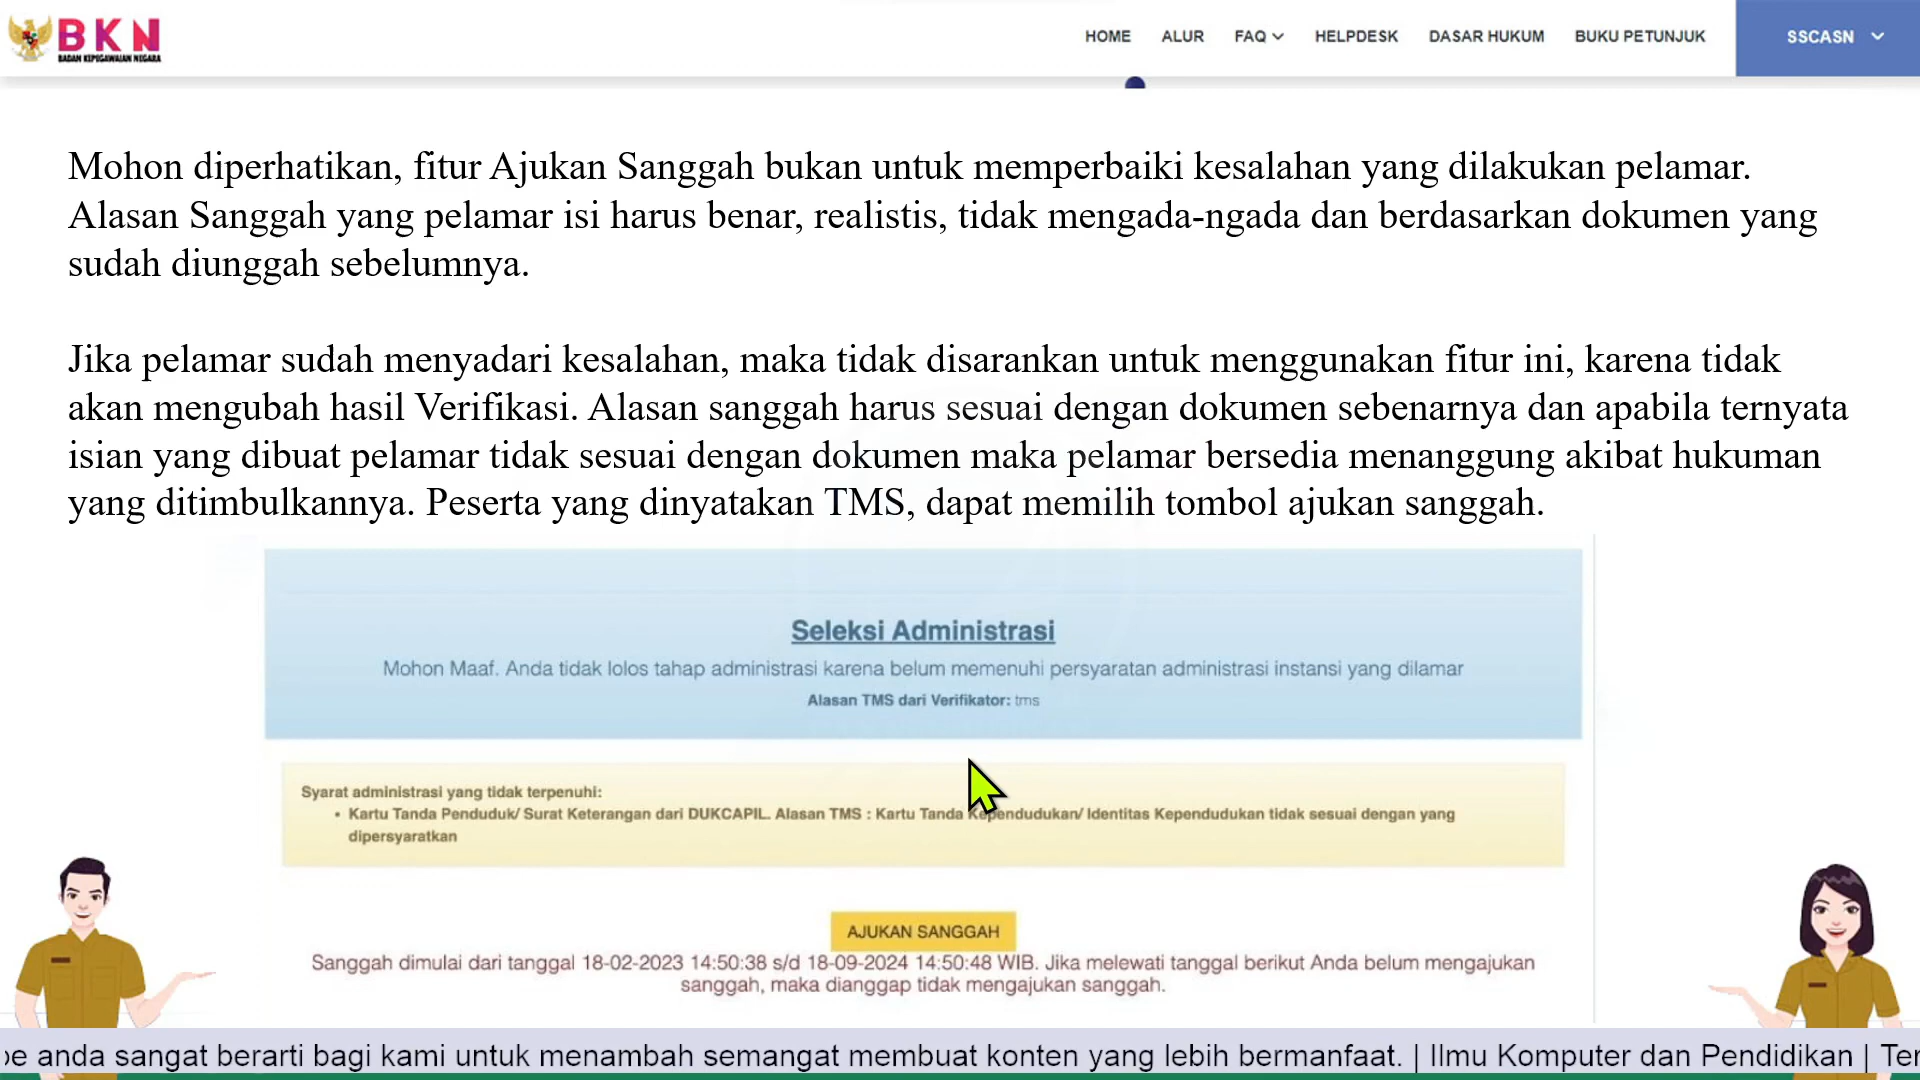 BKN
BADAN KEPEGAWAIAN NEGARA
HOME ALUR FAQ HELPDESK DASAR HUKUM BUKU PETUNJUK SSCASN
Mohon diperhatikan, fitur Ajukan Sanggah bukan untuk memperbaiki kesalahan yang dilakukan pelamar.
Alasan Sanggah yang pelamar isi harus benar, realistis, tidak mengada-ngada dan berdasarkan dokumen yang
sudah diunggah sebelumnya.
Jika pelamar sudah menyadari kesalahan, maka tidak disarankan untuk menggunakan fitur ini, karena tidak
akan mengubah hasil Verifikasi. Alasan sanggah harus sesuai dengan dokumen sebenarnya dan apabila ternyata
isian yang dibuat pelamar tidak sesuai dengan dokumen maka pelamar bersedia menanggung akibat hukuman
yang ditimbulkannya. Peserta yang dinyatakan TMS, dapat memilih tombol ajukan sanggah.
Seleksi Administrasi
Mohon Maaf. Anda tidak lolos tahap administrasi karena belum memenuhi persyaratan administrasi instansi yang dilamar
Alasan TMS dari Verifikator: tms
Syarat administrasi yang tidak terpenuhi:
• Kartu Tanda Penduduk/ Surat Keterangan dari DUKCAPIL. Alasan TMS : Kartu Tanda Kependudukan/ Identitas Kependudukan tidak sesuai dengan yang
dipersyaratkan
AJUKAN SANGGAH
Sanggah dimulai dari tanggal 18-02-2023 14:50:38 s/d 18-09-2024 14:50:48 WIB. Jika melewati tanggal berikut Anda belum mengajukan
sanggah, maka dianggap tidak mengajukan sanggah.
anda sangat berarti bagi kami untuk menambah semangat membuat konten yang lebih bermanfaat. | Ilmu Komputer dan Pendidikan |